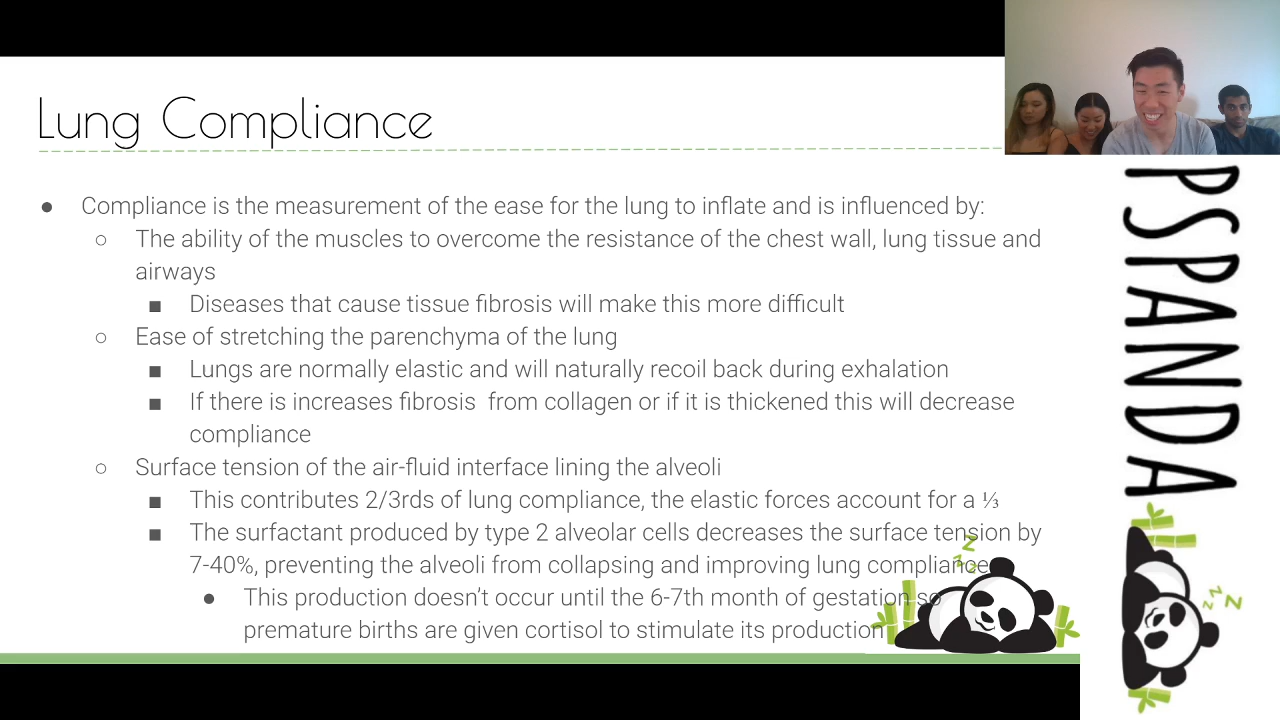 Lung Compliance
● Compliance is the measurement of the ease for the lung to inflate and is influenced by:
○ The ability of the muscles to overcome the resistance of the chest wall, lung tissue and
airways
■ Diseases that cause tissue fibrosis will make this more difficult
○ Ease of stretching the parenchyma of the lung
■ Lungs are normally elastic and will naturally recoil back during exhalation
■ If there is increases fibrosis  from collagen or if it is thickened this will decrease
compliance
○ Surface tension of the air-fluid interface lining the alveoli
■ This contributes 2/3rds of lung compliance, the elastic forces account for a ⅓
■ The surfactant produced by type 2 alveolar cells decreases the surface tension by
7-40%, preventing the alveoli from collapsing and improving lung compliance
● This production doesn't occur until the 6-7th month of gestation so
premature births are given cortisol to stimulate its production
PSPANDA
z z z
z z z